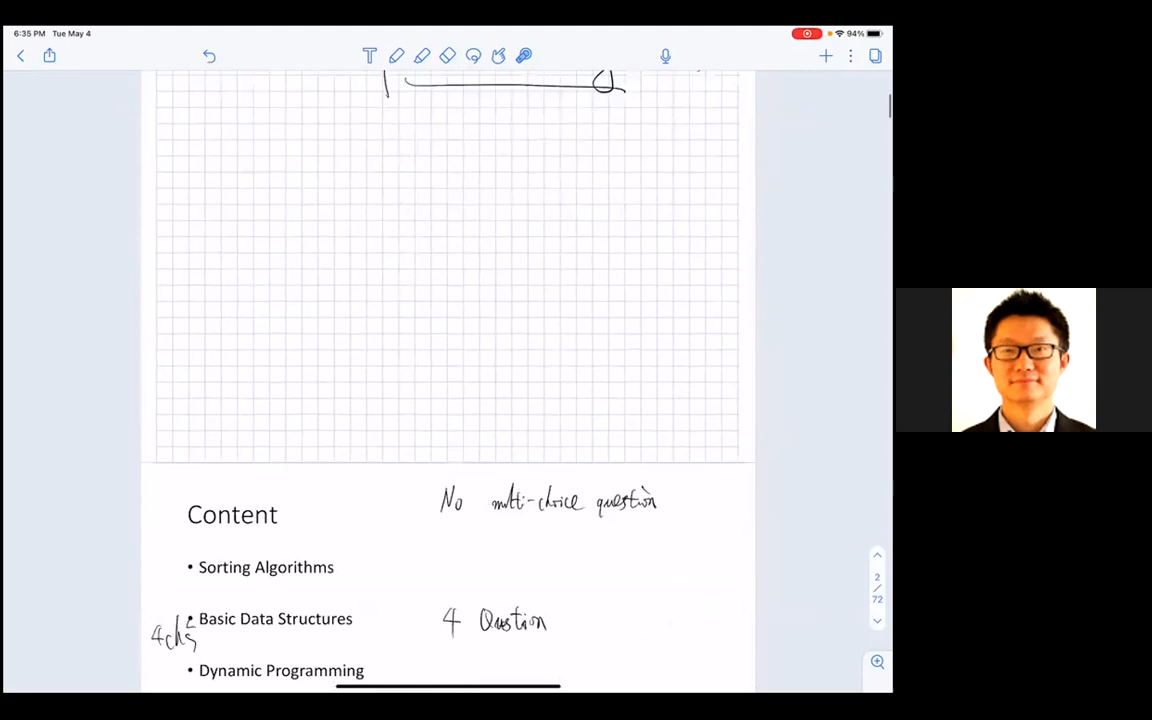 6:35 PM Tue May 4
94%
T
No multi-choice question
Content
• Sorting Algorithms
• Basic Data Structures
4 Question
4chs
• Dynamic Programming
2
/
72